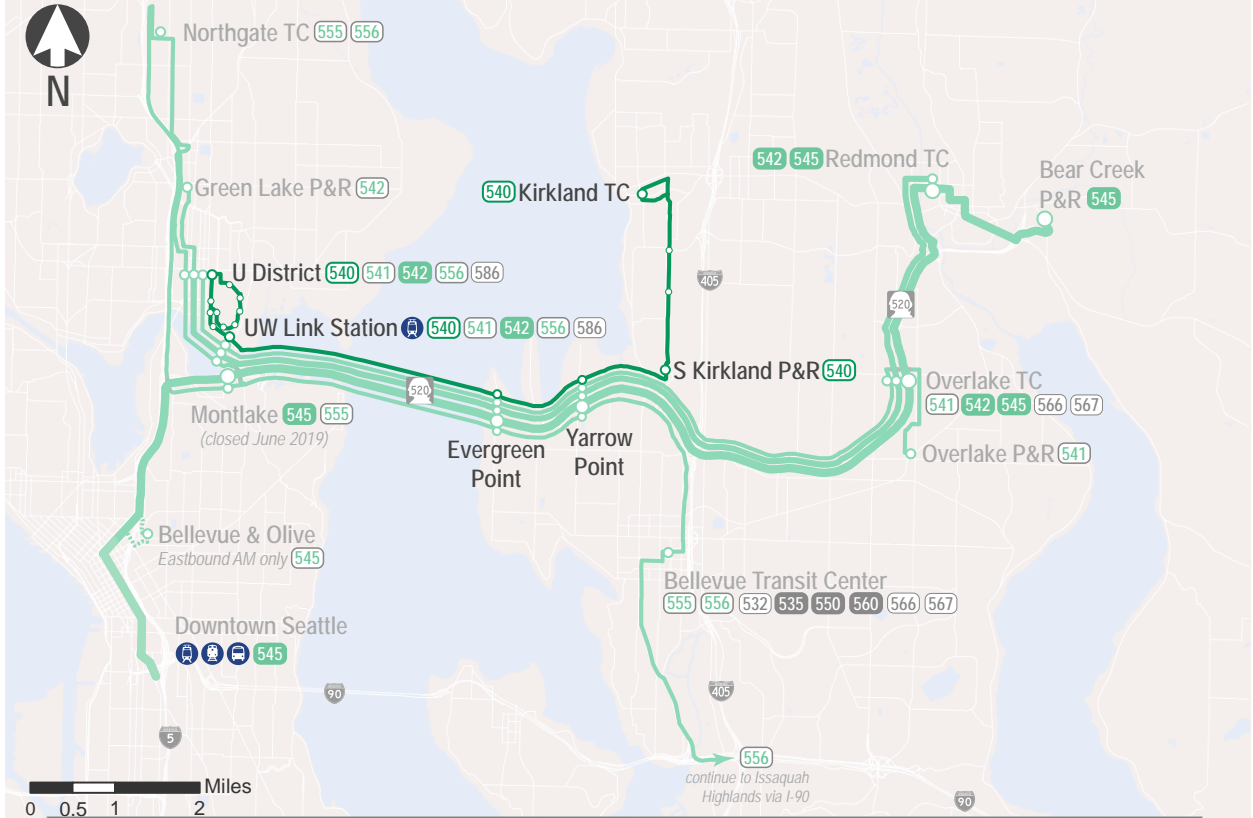 N
Northgate TC 555 556
Green Lake P&R 542
540 Kirkland TC
542 545 Redmond TC
Bear Creek
P&R 545
405
U District 540 541 542 556 586
520
UW Link Station 540 541 542 556 586
S Kirkland P&R 540
520
Overlake TC
541 542 545 566 567
Montlake 545 555
(closed June 2019)
Evergreen
Point
Yarrow
Point
Overlake P&R 541
Bellevue & Olive
Eastbound AM only 545
Bellevue Transit Center
555 556 532 535 550 560 566 567
Downtown Seattle
545
90
405
5
556
continue to Issaquah
Highlands via I-90
90
Miles
0 0.5 1 2